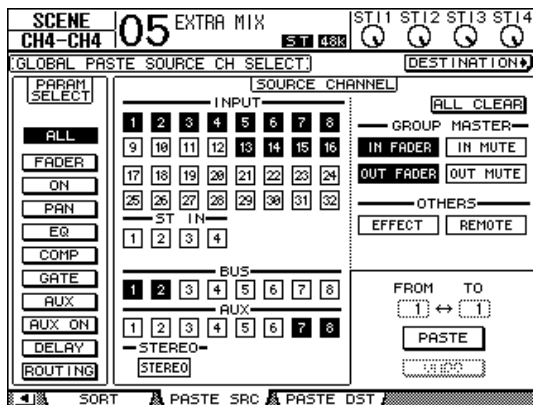 SCENE
CH4-CH4
05 EXTRA MIX
ST 48K
STI1 STI2 STI3 STI4
GLOBAL PASTE SOURCE CH SELECT.
DESTINATION
PARAM SELECT
ALL
FADER
ON
PAN
EQ
COMP
GATE
AUX
AUX ON
DELAY
ROUTING
SOURCE CHANNEL
INPUT
1 2 3 4 5 6 7 8
9 10 11 12 13 14 15 16
17 18 19 20 21 22 23 24
25 26 27 28 29 30 31 32
ST IN
1 2 3 4
BUS
1 2 3 4 5 6 7 8
AUX
1 2 3 4 5 6 7 8
STEREO
STEREO
ALL CLEAR
GROUP MASTER
IN FADER IN MUTE
OUT FADER OUT MUTE
OTHERS
EFFECT REMOTE
FROM TO
1 ↔ 1
PASTE
UNDO
SORT
PASTE SRC
PASTE DST